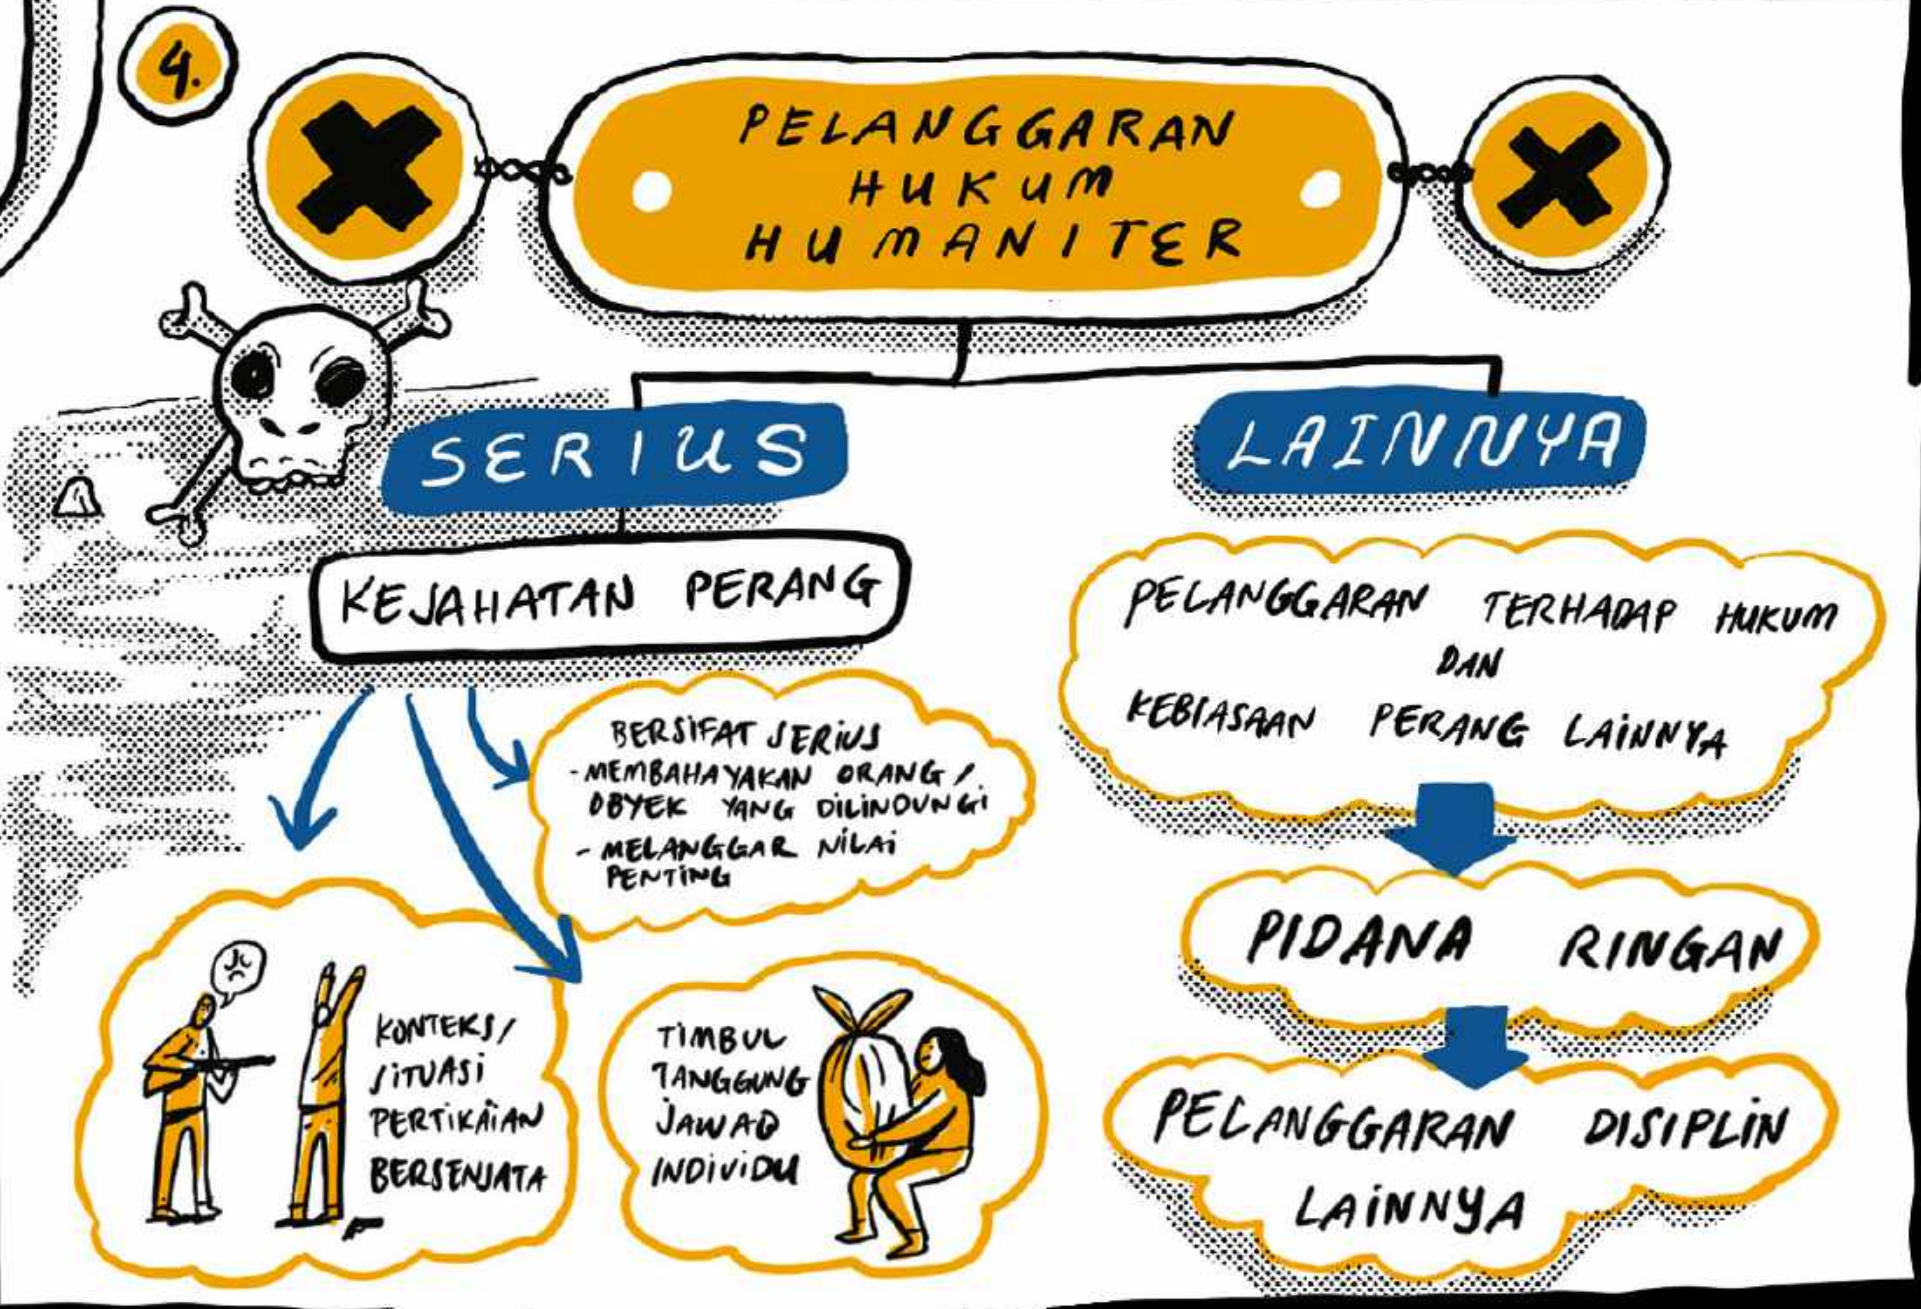 4.
PELANGGARAN
HUKUM
HUMANITER
SERIUS
KEJAHATAN PERANG
BERSIFAT SERIUS
- MEMBAHAYAKAN ORANG /
OBYEK YANG DILINDUNGI
- MELANGGAR NILAI
PENTING
KONTEKS/
SITUASI
PERTIKAIAN
BERSENJATA
TIMBUL
TANGGUNG
JAWAB
INDIVIDU
LAINNYA
PELANGGARAN TERHADAP HUKUM
DAN
KEBIASAAN PERANG LAINNYA
PIDANA RINGAN
PELANGGARAN DISIPLIN
LAINNYA